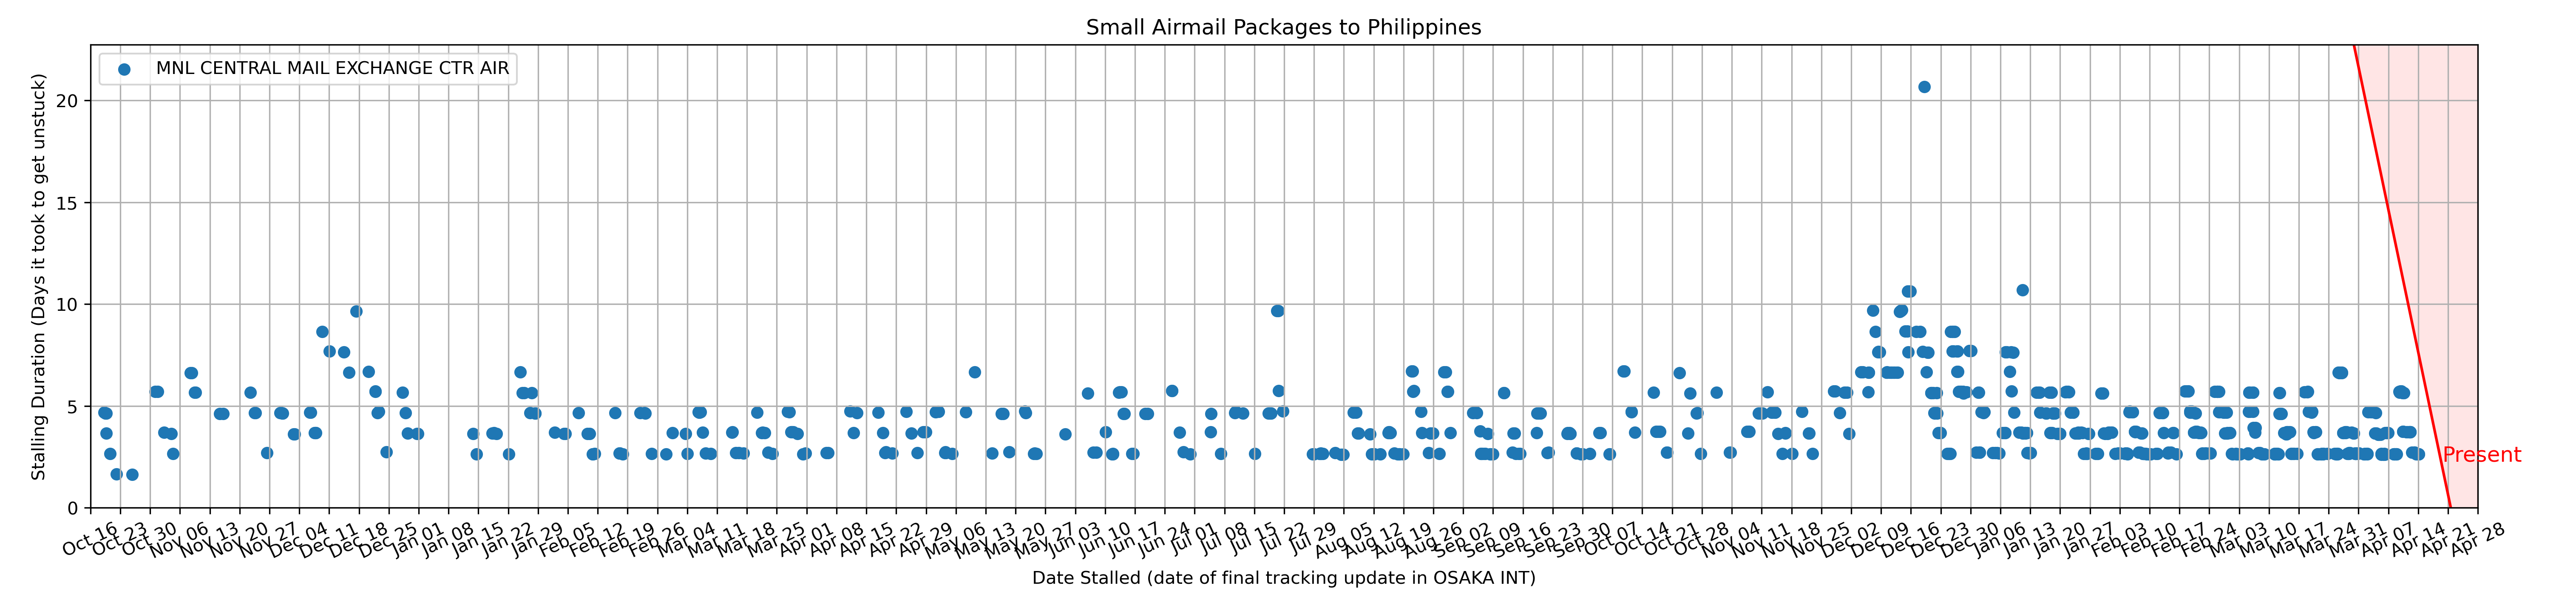 Small Airmail Packages to Philippines
MNL CENTRAL MAIL EXCHANGE CTR AIR
Stalling Duration (Days it took to get unstuck)
20
15
10
5
0
Present
Oct 16 Oct 23 Oct 30 Nov 06 Nov 13 Nov 20 Nov 27 Dec 04 Dec 11 Dec 18 Dec 25 Jan 01 Jan 08 Jan 15 Jan 22 Jan 29 Feb 05 Feb 12 Feb 19 Feb 26 Mar 04 Mar 11 Mar 18 Mar 25 Apr 01 Apr 08 Apr 15 Apr 22 Apr 29 May 06 May 13 May 20 May 27 Jun 03 Jun 10 Jun 17 Jun 24 Jul 01 Jul 08 Jul 15 Jul 22 Jul 29 Aug 05 Aug 12 Aug 19 Aug 26 Sep 02 Sep 09 Sep 16 Sep 23 Sep 30 Oct 07 Oct 14 Oct 21 Oct 28 Nov 04 Nov 11 Nov 18 Nov 25 Dec 02 Dec 09 Dec 16 Dec 23 Dec 30 Jan 06 Jan 13 Jan 20 Jan 27 Feb 03 Feb 10 Feb 17 Feb 24 Mar 03 Mar 10 Mar 17 Mar 24 Mar 31 Apr 07 Apr 14 Apr 21 Apr 28
Date Stalled (date of final tracking update in OSAKA INT)